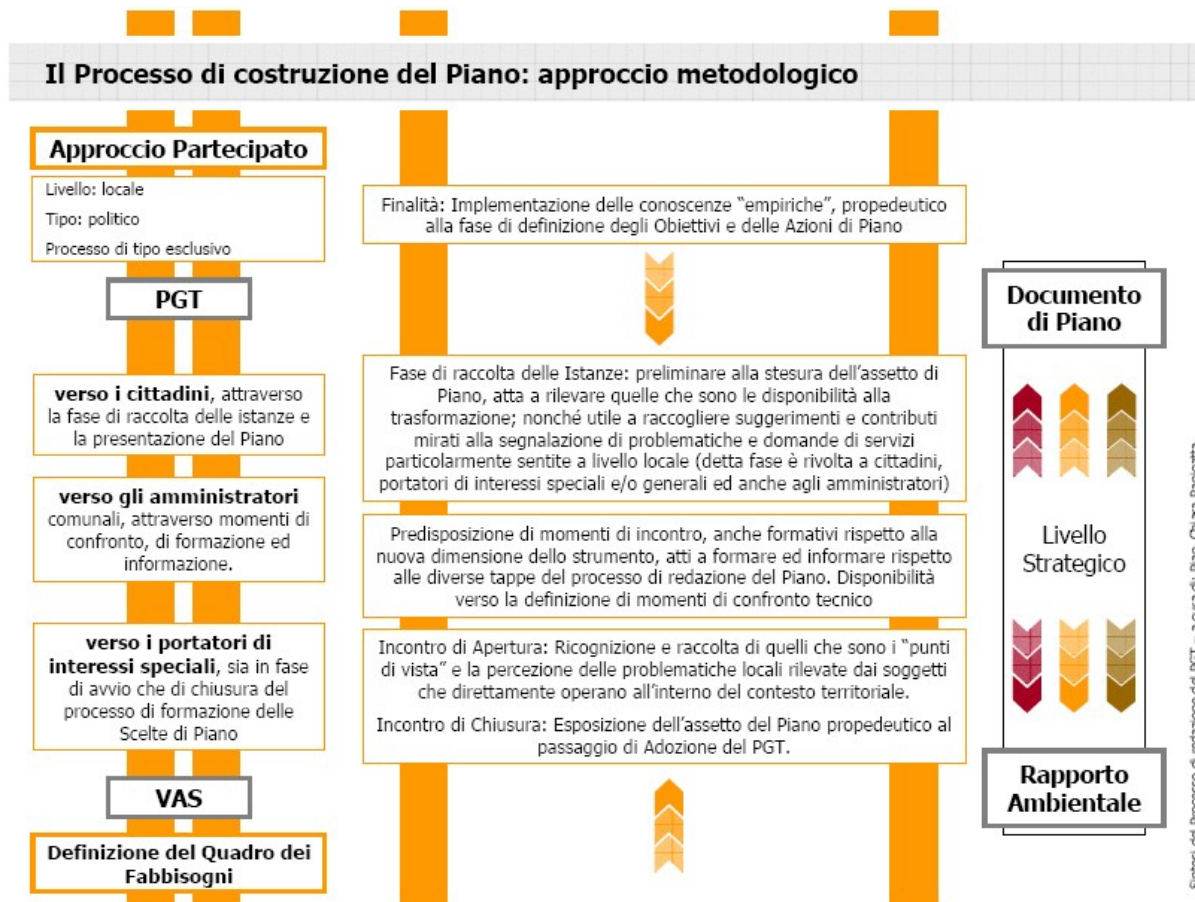 Il Processo di costruzione del Piano: approccio metodologico
Approccio Partecipato
Livello: locale
Tipo: politico
Processo di tipo esclusivo
PGT
verso i cittadini, attraverso
la fase di raccolta delle istanze e
la presentazione del Piano
verso gli amministratori
comunali, attraverso momenti di
confronto, di formazione ed
informazione.
verso i portatori di
interessi speciali, sia in fase
di avvio che di chiusura del
processo di formazione delle
Scelte di Piano
VAS
Definizione del Quadro dei
Fabbisogni
Finalità: Implementazione delle conoscenze “empiriche”, propedeutico
alla fase di definizione degli Obiettivi e delle Azioni di Piano
Fase di raccolta delle Istanze: preliminare alla stesura dell’assetto di
Piano, atta a rilevare quelle che sono le disponibilità alla
trasformazione; nonché utile a raccogliere suggerimenti e contributi
mirati alla segnalazione di problematiche e domande di servizi
particolarmente sentite a livello locale (detta fase è rivolta a cittadini,
portatori di interessi speciali e/o generali ed anche agli amministratori)
Predisposizione di momenti di incontro, anche formativi rispetto alla
nuova dimensione dello strumento, atti a formare ed informare rispetto
alle diverse tappe del processo di redazione del Piano. Disponibilità
verso la definizione di momenti di confronto tecnico
Incontro di Apertura: Ricognizione e raccolta di quelli che sono i “punti
di vista” e la percezione delle problematiche locali rilevate dai soggetti
che direttamente operano all’interno del contesto territoriale.
Incontro di Chiusura: Esposizione dell’assetto del Piano propedeutico al
passaggio di Adozione del PGT.
Documento
di Piano
Livello
Strategico
Rapporto
Ambientale
Sintesi del Processo di redazione del PGT